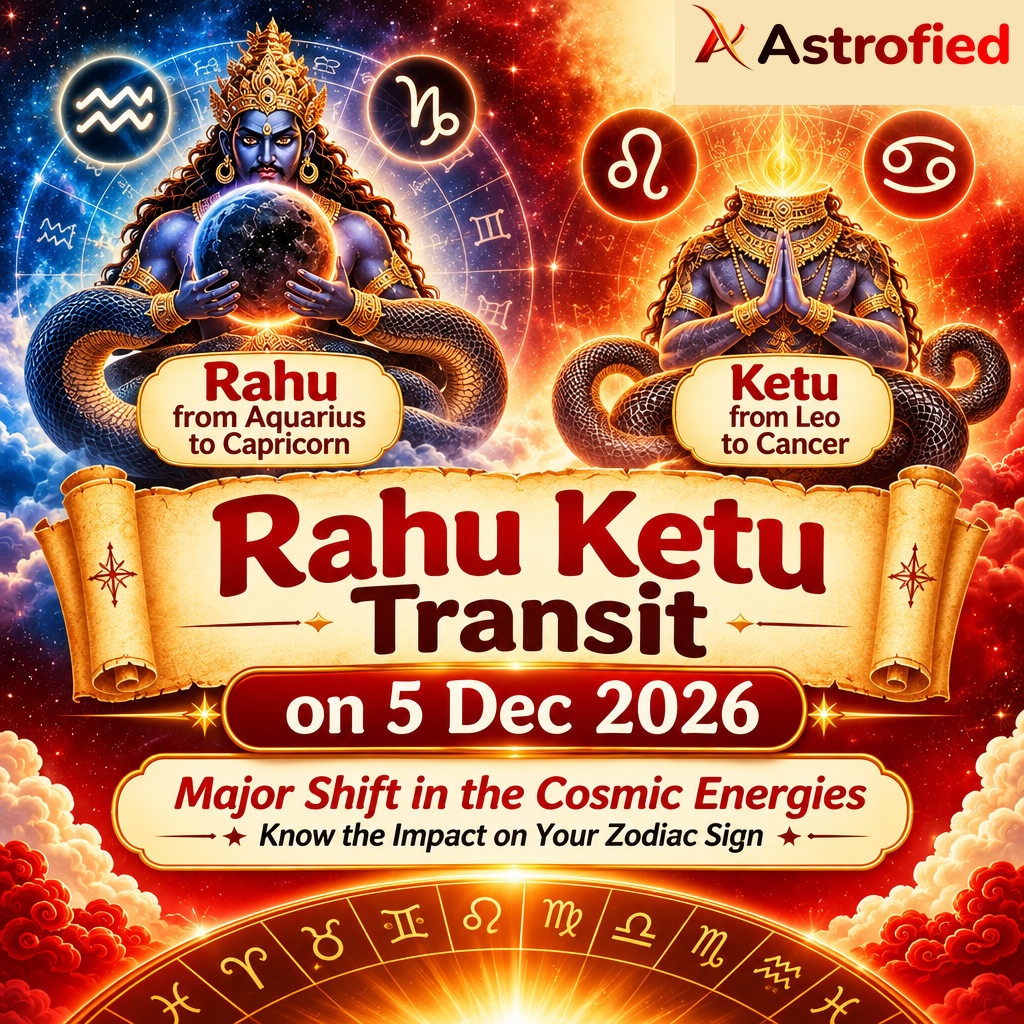 Astrofied
Rahu
from Aquarius
to Capricorn
Ketu
from Leo
to Cancer
Rahu Ketu
Transit
on 5 Dec 2026
Major Shift in the Cosmic Energies
Know the Impact on Your Zodiac Sign